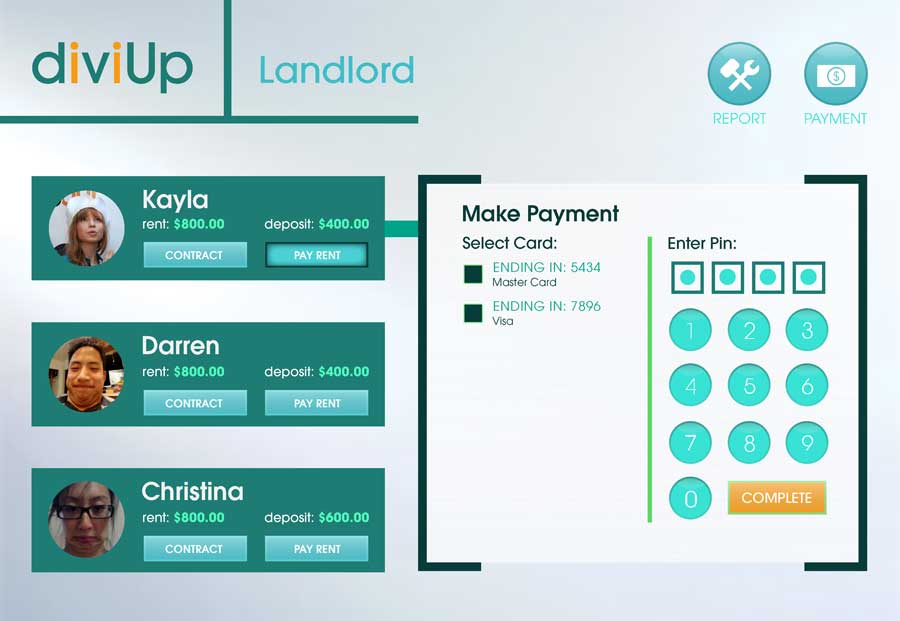 diviUp
Landlord
REPORT
PAYMENT
Kayla
rent: $800.00
deposit: $400.00
CONTRACT
PAY RENT
Darren
rent: $800.00
deposit: $400.00
CONTRACT
PAY RENT
Christina
rent: $800.00
deposit: $600.00
CONTRACT
PAY RENT
Make Payment
Select Card:
ENDING IN: 5434
Master Card
ENDING IN: 7896
Visa
Enter Pin:
1 2 3
4 5 6
7 8 9
0 COMPLETE